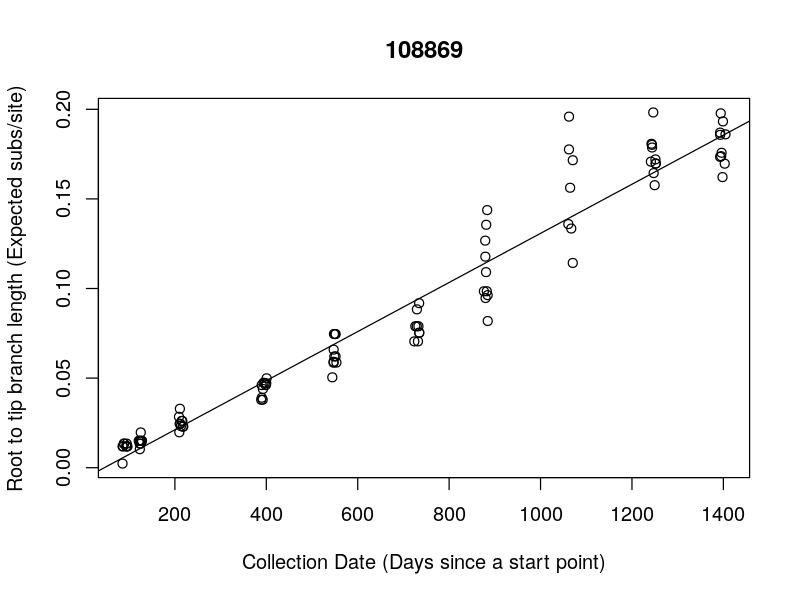 108869
Root to tip branch length (Expected subs/site)
0.20
0.15
0.10
0.05
0.00
200 400 600 800 1000 1200 1400
Collection Date (Days since a start point)